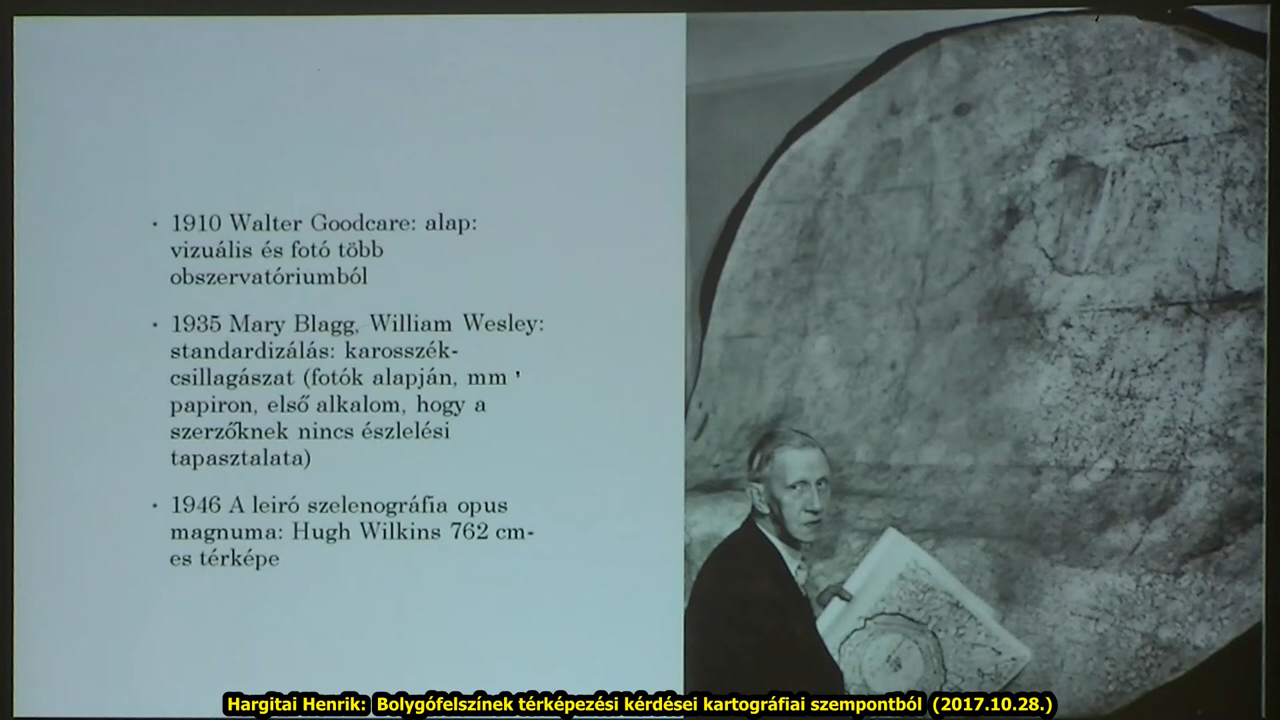 • 1910 Walter Goodcare: alap:
vizuális és fotó több
obszervatóriumból
• 1935 Mary Blagg, William Wesley:
standardizálás: karosszék-
csillagászat (fotók alapján, mm
papiron, első alkalom, hogy a
szerzőknek nincs észlelési
tapasztalata)
• 1946 A leiró szelenográfia opus
magnuma: Hugh Wilkins 762 cm-
es térképe
Hargitai Henrik: Bolygófelszínek térképezési kérdései kartográfiai szempontból (2017.10.28.)